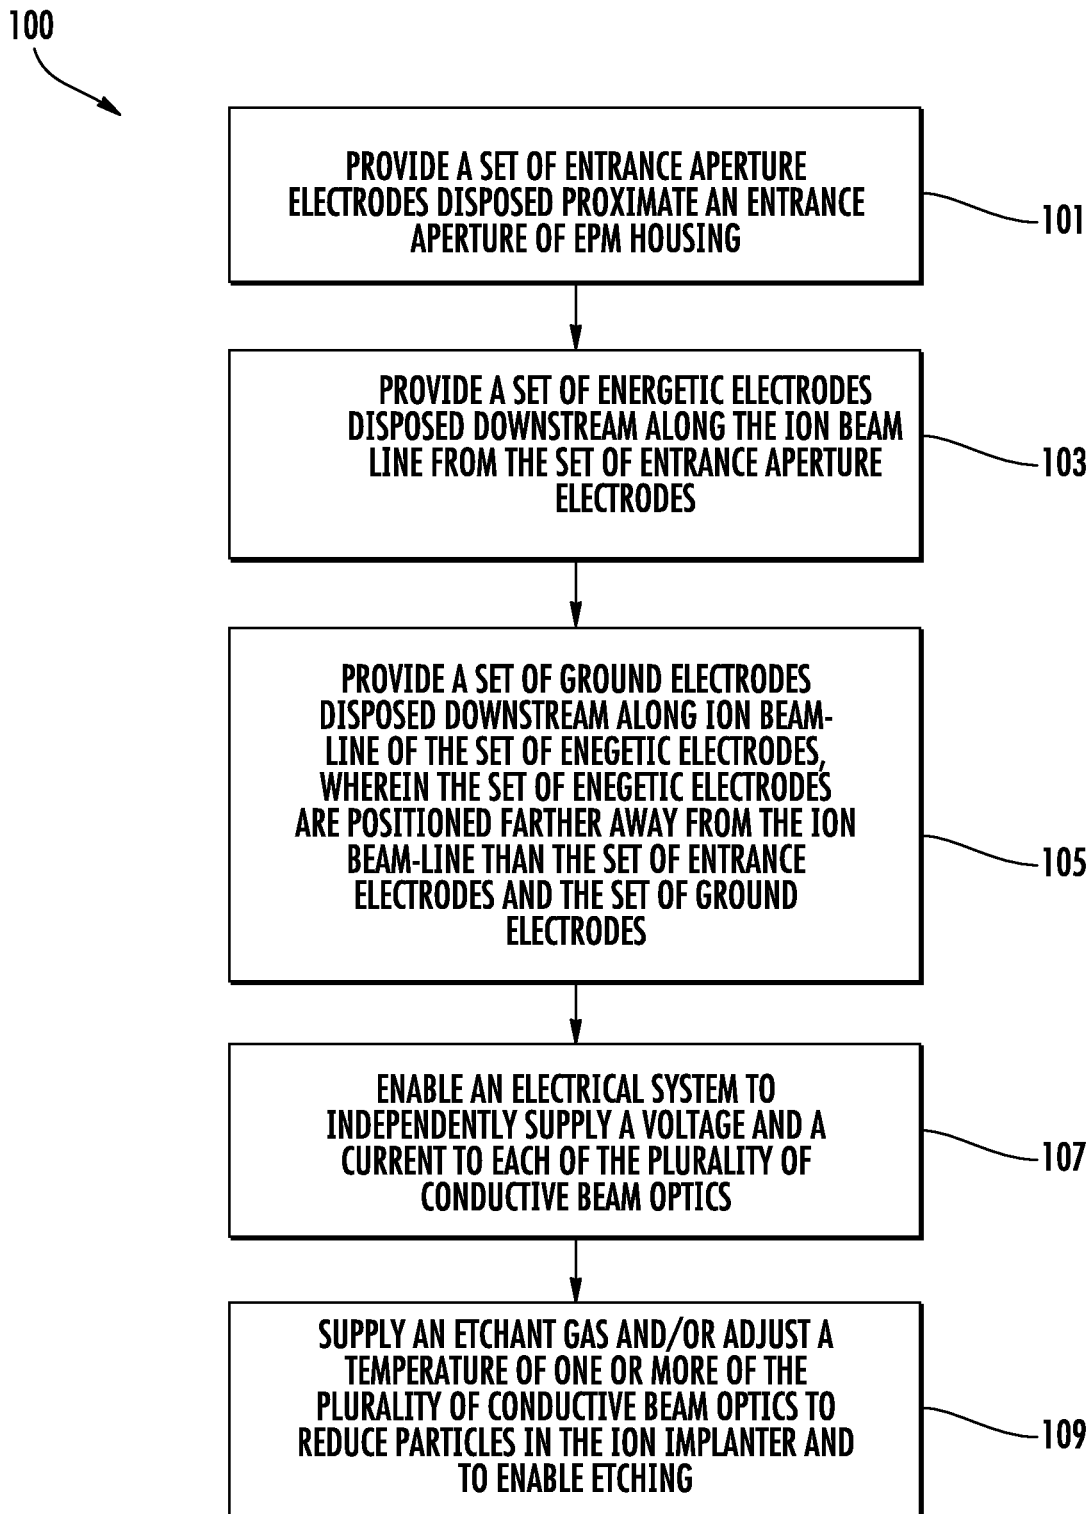 100
PROVIDE A SET OF ENTRANCE APERTURE
ELECTRODES DISPOSED PROXIMATE AN ENTRANCE
APERTURE OF EPM HOUSING
101
PROVIDE A SET OF ENERGETIC ELECTRODES
DISPOSED DOWNSTREAM ALONG THE ION BEAM
LINE FROM THE SET OF ENTRANCE APERTURE
ELECTRODES
103
PROVIDE A SET OF GROUND ELECTRODES
DISPOSED DOWNSTREAM ALONG ION BEAM-
LINE OF THE SET OF ENEGETIC ELECTRODES,
WHEREIN THE SET OF ENEGETIC ELECTRODES
ARE POSITIONED FARTHER AWAY FROM THE ION
BEAM-LINE THAN THE SET OF ENTRANCE
ELECTRODES AND THE SET OF GROUND
ELECTRODES
105
ENABLE AN ELECTRICAL SYSTEM TO
INDEPENDENTLY SUPPLY A VOLTAGE AND A
CURRENT TO EACH OF THE PLURALITY OF
CONDUCTIVE BEAM OPTICS
107
SUPPLY AN ETCHANT GAS AND/OR ADJUST A
TEMPERATURE OF ONE OR MORE OF THE
PLURALITY OF CONDUCTIVE BEAM OPTICS TO
REDUCE PARTICLES IN THE ION IMPLANTER AND
TO ENABLE ETCHING
109